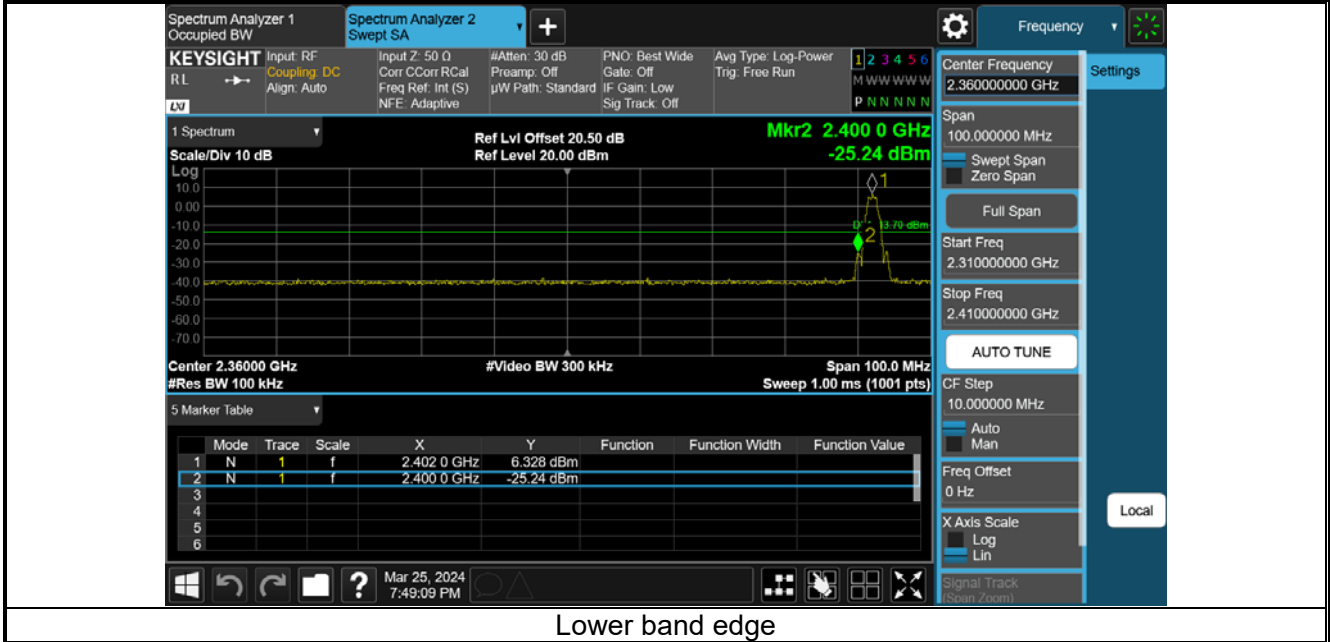 Spectrum Analyzer 1
Occupied BW
Spectrum Analyzer 2
Swept SA
Frequency
KEYSIGHT
RL
LXI
Input: RF
Coupling: DC
Align: Auto
Input Z: 50 Ω
Corr CCorr RCal
Freq Ref: Int (S)
NFE: Adaptive
#Atten: 30 dB
Preamp: Off
µW Path: Standard
PNO: Best Wide
Gate: Off
IF Gain: Low
Sig Track: Off
Avg Type: Log-Power
Trig: Free Run
1 2 3 4 5 6
M W W W W W
P N N N N N
1 Spectrum
Scale/Div 10 dB
Ref Lvl Offset 20.50 dB
Ref Level 20.00 dBm
Mkr2 2.400 0 GHz
-25.24 dBm
Log
10.0
0.00
-10.0
-20.0
-30.0
-40.0
-50.0
-60.0
-70.0
1
2
Center 2.36000 GHz
#Res BW 100 kHz
#Video BW 300 kHz
Span 100.0 MHz
Sweep 1.00 ms (1001 pts)
5 Marker Table
Mode Trace Scale X Y Function Function Width Function Value
1 N 1 f 2.402 0 GHz 6.328 dBm
2 N 1 f 2.400 0 GHz -25.24 dBm
3
4
5
6
?
Mar 25, 2024
7:49:09 PM
Center Frequency
2.360000000 GHz
Span
100.000000 MHz
Swept Span
Zero Span
Full Span
Start Freq
2.310000000 GHz
Stop Freq
2.410000000 GHz
AUTO TUNE
CF Step
10.000000 MHz
Auto
Man
Freq Offset
0 Hz
X Axis Scale
Log
Lin
Signal Track
(Span Zoom)
Settings
Local
Lower band edge